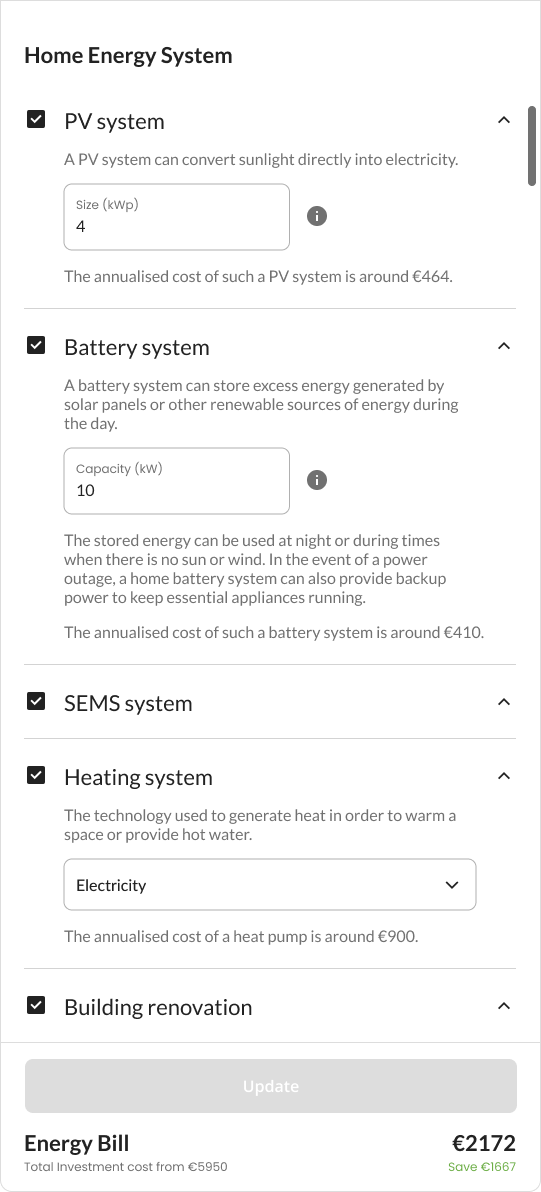 Home Energy System
PV system
A PV system can convert sunlight directly into electricity.
Size (kWp)
4
The annualised cost of such a PV system is around €464.
Battery system
A battery system can store excess energy generated by
solar panels or other renewable sources of energy during
the day.
Capacity (kW)
10
The stored energy can be used at night or during times
when there is no sun or wind. In the event of a power
outage, a home battery system can also provide backup
power to keep essential appliances running.
The annualised cost of such a battery system is around €410.
SEMS system
Heating system
The technology used to generate heat in order to warm a
space or provide hot water.
Electricity
The annualised cost of a heat pump is around €900.
Building renovation
Update
Energy Bill €2172
Total Investment cost from €5950 Save €1667